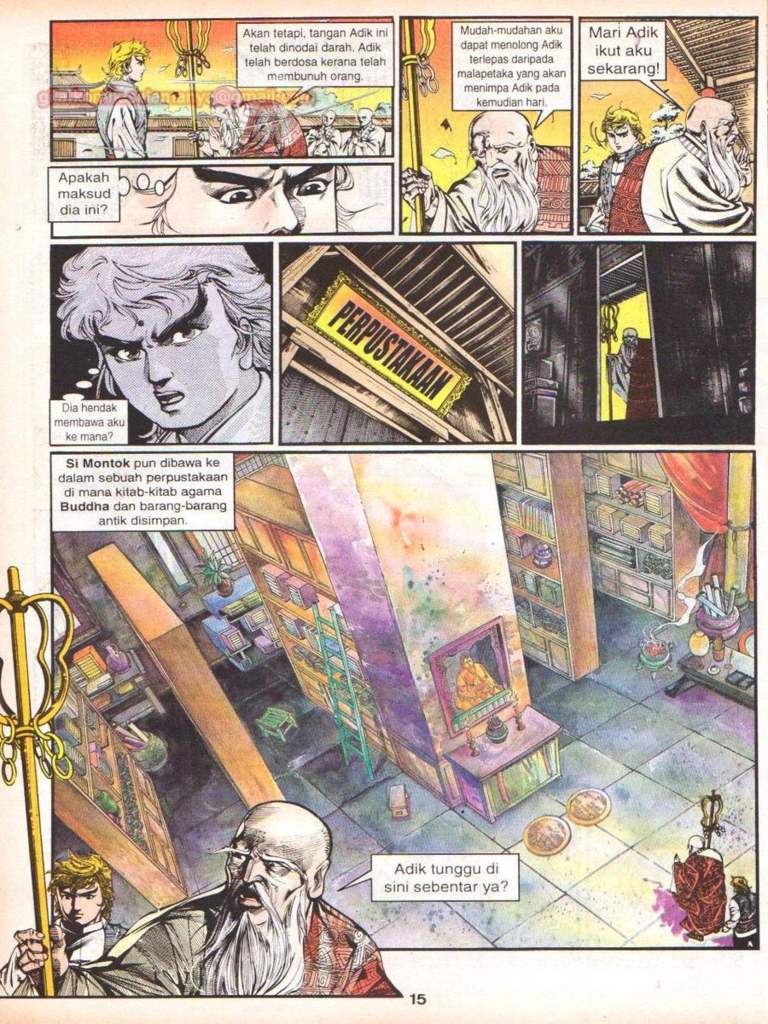 Akan tetapi, tangan Adik ini
telah dinodai darah. Adik
telah berdosa kerana telah
membunuh orang.
Apakah
maksud
dia ini?
Mudah-mudahan aku
dapat menolong Adik
terlepas daripada
malapetaka yang akan
menimpa Adik pada
kemudian hari.
Mari Adik
ikut aku
sekarang!
Dia hendak
membawa aku
ke mana?
PERPUSTAKAAN
Si Montok pun dibawa ke
dalam sebuah perpustakaan
di mana kitab-kitab agama
Buddha dan barang-barang
antik disimpan.
Adik tunggu di
sini sebentar ya?
15